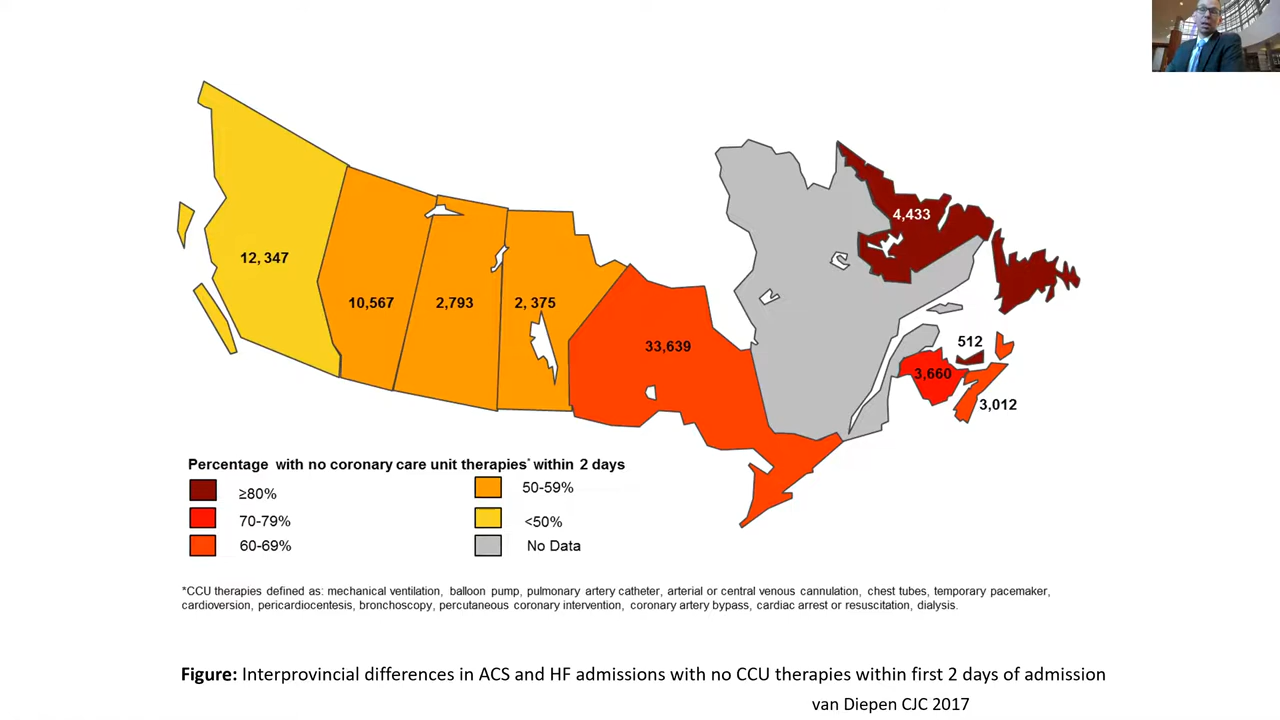 4,433
12, 347
10,567
2,793
2, 375
33,639
512
3,660
3,012
Percentage with no coronary care unit therapies* within 2 days
≥80%
50-59%
70-79%
<50%
60-69%
No Data
*CCU therapies defined as: mechanical ventilation, balloon pump, pulmonary artery catheter, arterial or central venous cannulation, chest tubes, temporary pacemaker,
cardioversion, pericardiocentesis, bronchoscopy, percutaneous coronary intervention, coronary artery bypass, cardiac arrest or resuscitation, dialysis.
Figure: Interprovincial differences in ACS and HF admissions with no CCU therapies within first 2 days of admission
van Diepen CJC 2017